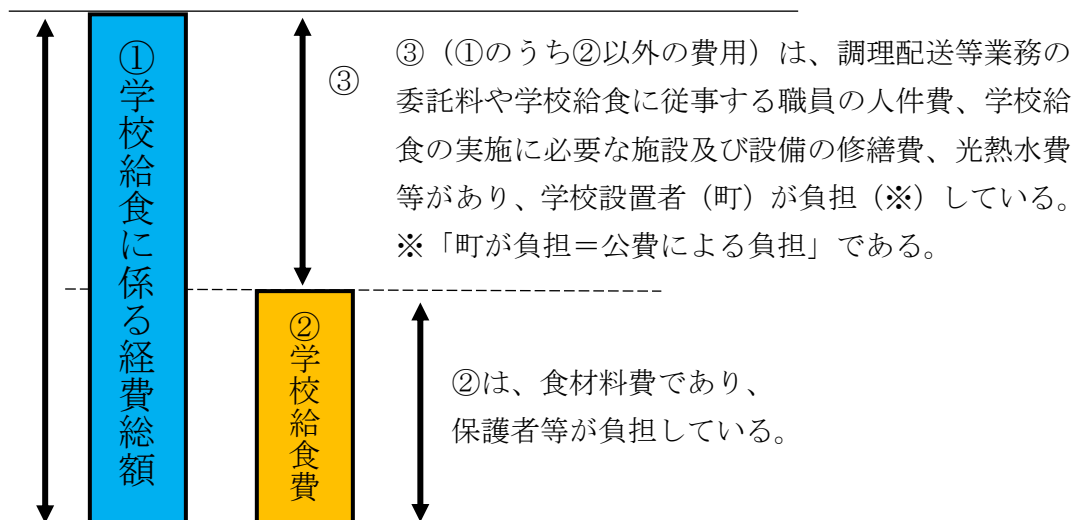 ①学校給食に係る経費総額
③
③（①のうち②以外の費用）は、調理配送等業務の
委託料や学校給食に従事する職員の人件費、学校給
食の実施に必要な施設及び設備の修繕費、光熱水費
等があり、学校設置者（町）が負担（※）している。
※「町が負担＝公費による負担」である。
②学校給食費
②は、食材料費であり、
保護者等が負担している。